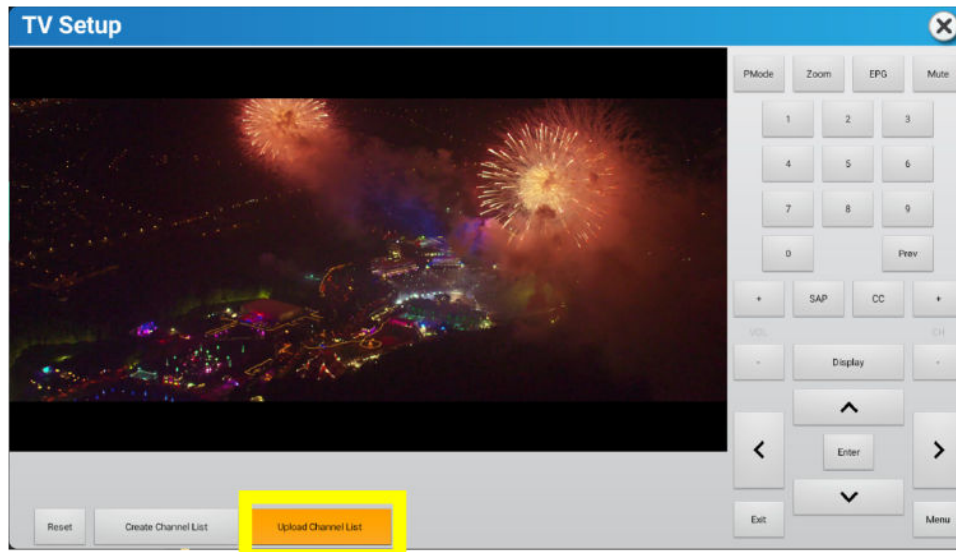 TV Setup
PMode Zoom EPG Mute
1 2 3
4 5 6
7 8 9
0 Prev
+ SAP CC +
VOL CH
- Display -
Enter
Exit Menu
Reset Create Channel List Upload Channel List